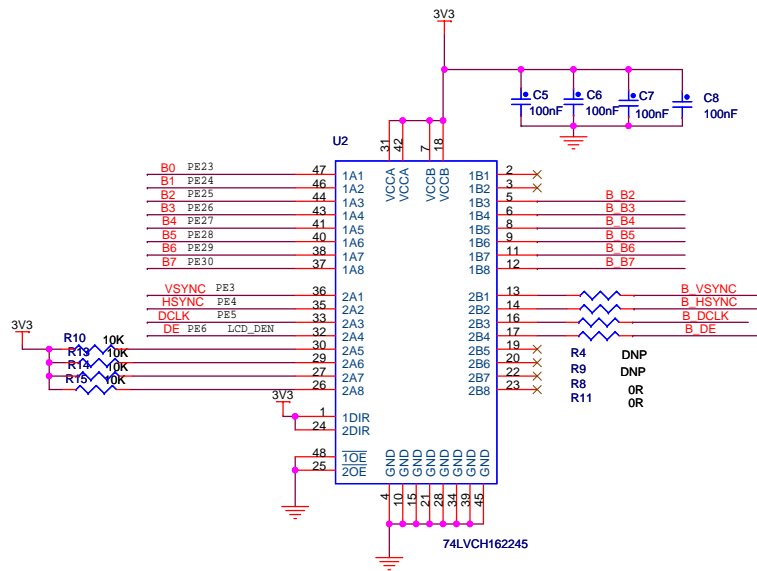 3V3
C5
100nF
C6
100nF
C7
100nF
C8
100nF
U2
31
42
7
18
VCCA
VCCA
VCCB
VCCB
B0 PE23 47 1A1 1B1 2
B1 PE24 46 1A2 1B2 3
B2 PE25 44 1A3 1B3 5 B_B2
B3 PE26 43 1A4 1B4 6 B_B3
B4 PE27 41 1A5 1B5 8 B_B4
B5 PE28 40 1A6 1B6 9 B_B5
B6 PE29 38 1A7 1B7 11 B_B6
B7 PE30 37 1A8 1B8 12 B_B7
VSYNC PE3 36 2A1 2B1 13 B_VSYNC
HSYNC PE4 35 2A2 2B2 14 B_HSYNC
DCLK PE5 33 2A3 2B3 16 B_DCLK
DE PE6 LCD_DEN 32 2A4 2B4 17 B_DE
3V3
R10 10K 30 2A5 2B5 19
R13 10K 29 2A6 2B6 20
R14 10K 27 2A7 2B7 22
R15 10K 26 2A8 2B8 23
R4 DNP
R9 DNP
R8 0R
R11 0R
3V3
1 1DIR
24 2DIR
48 1OE
25 2OE
GND GND GND GND GND GND GND GND
4 10 15 21 28 34 39 45
74LVCH162245